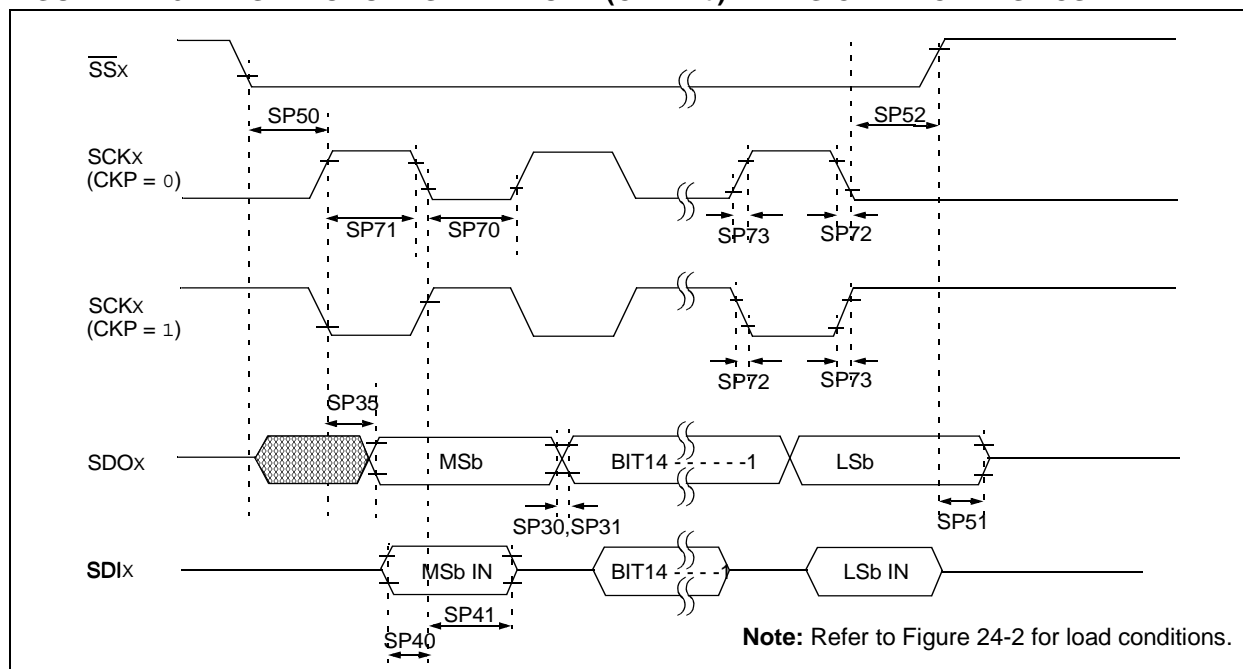 SSX
SP50
SP52
SCKX
(CKP = 0)
SP71
SP70
SP73
SP72
SCKX
(CKP = 1)
SP72
SP73
SP35
SDOX
MSb
BIT14 - - - - - -1
LSb
SP30,SP31
SP51
SDIX
MSb IN
BIT14 - - - - -1
LSb IN
SP41
SP40
Note: Refer to Figure 24-2 for load conditions.